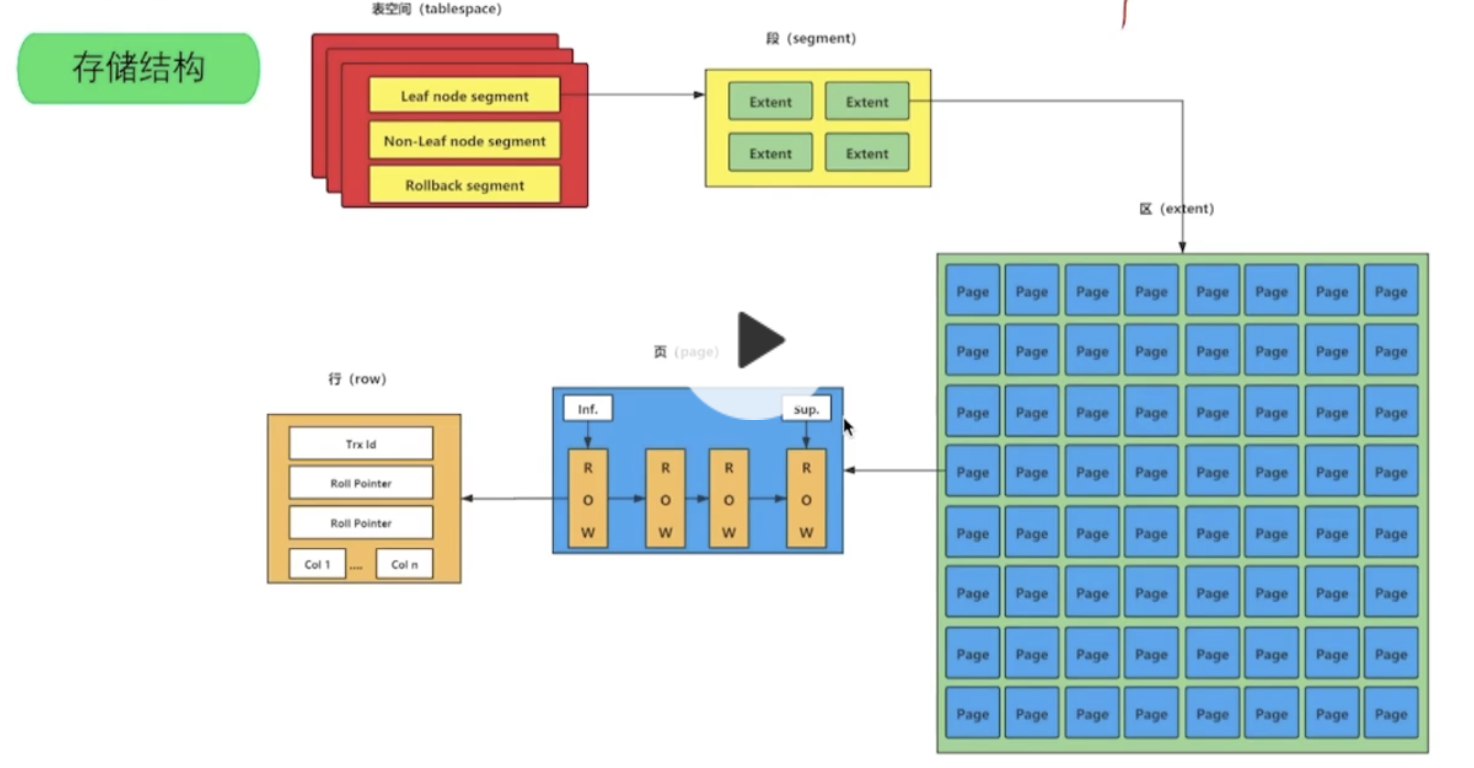 表空间（tablespace）
存储结构
段（segment）
Leaf node segment
Non-Leaf node segment
Rollback segment
Extent Extent
Extent Extent
区（extent）
Page Page Page Page Page Page Page Page
Page Page Page Page Page Page Page Page
Page Page Page Page Page Page Page Page
Page Page Page Page Page Page Page Page
Page Page Page Page Page Page Page Page
Page Page Page Page Page Page Page Page
Page Page Page Page Page Page Page Page
Page Page Page Page Page Page Page Page
页（page）
Inf. Sup.
R R R R
O O O O
W W W W
行（row）
Trx Id
Roll Pointer
Roll Pointer
Col 1 .... Col n